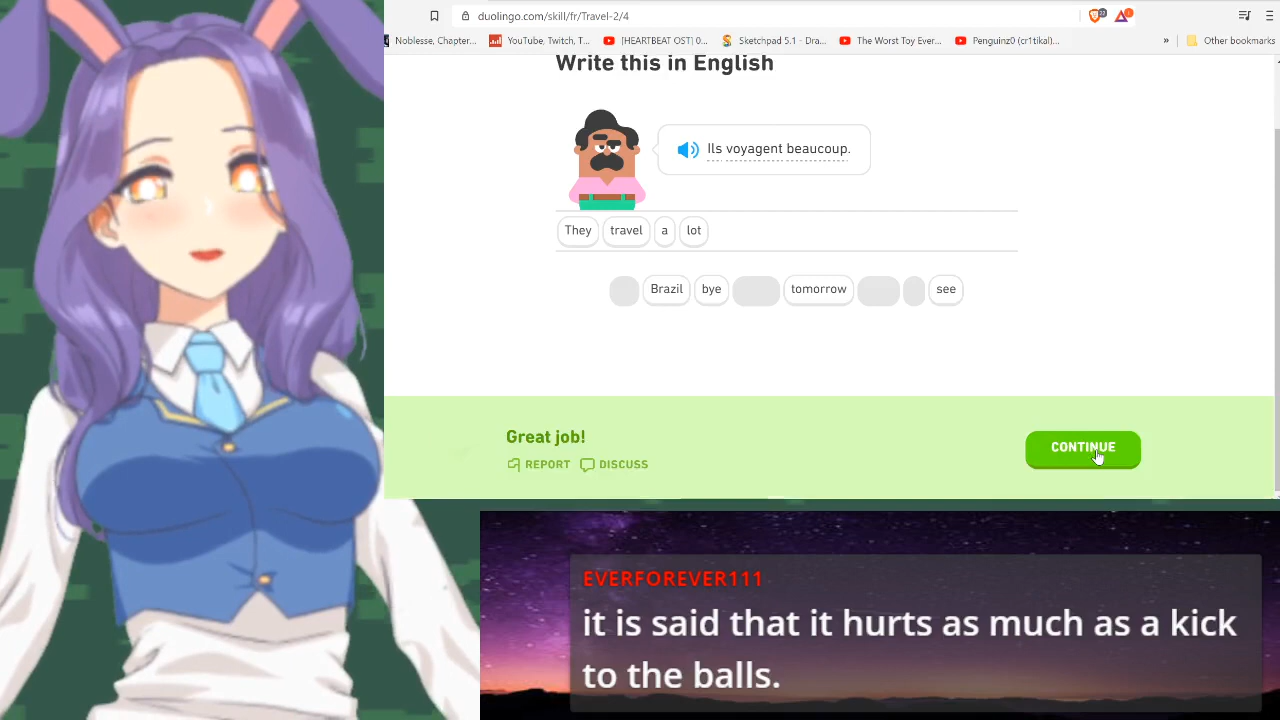 duolingo.com/skill/fr/Travel-2/4
Noblesse, Chapter... YouTube, Twitch, T... [HEARTBEAT OST] 0... Sketchpad 5.1 - Dra... The Worst Toy Ever... Penguinz0 (cr1tikal)... » Other bookmarks
Write this in English
Ils voyagent beaucoup.
They travel a lot
Brazil bye tomorrow see
Great job!
CONTINUE
REPORT DISCUSS
EVERFOREVER111
it is said that it hurts as much as a kick
to the balls.